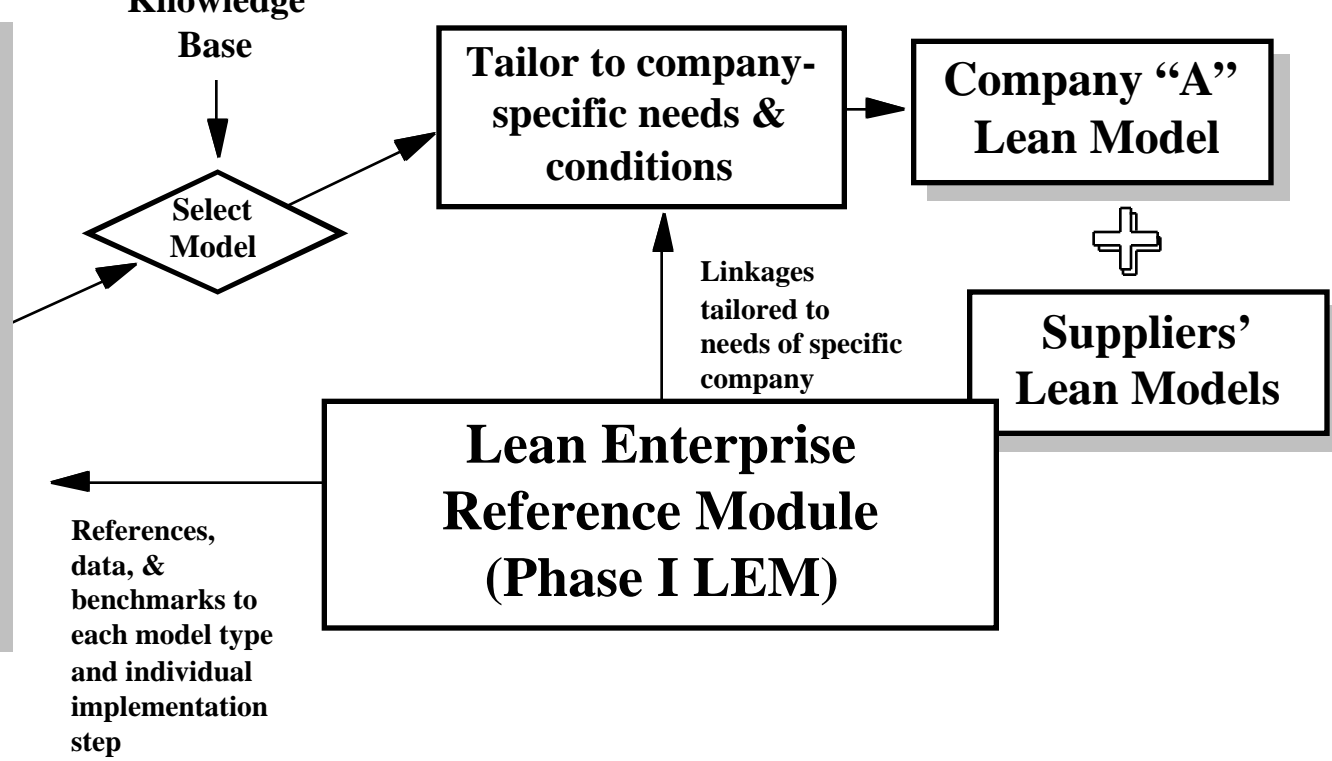 Knowledge
Base
Tailor to company-
specific needs &
conditions
Company “A”
Lean Model
Select
Model
Linkages
tailored to
needs of specific
company
Suppliers’
Lean Models
Lean Enterprise
Reference Module
(Phase I LEM)
References,
data, &
benchmarks to
each model type
and individual
implementation
step